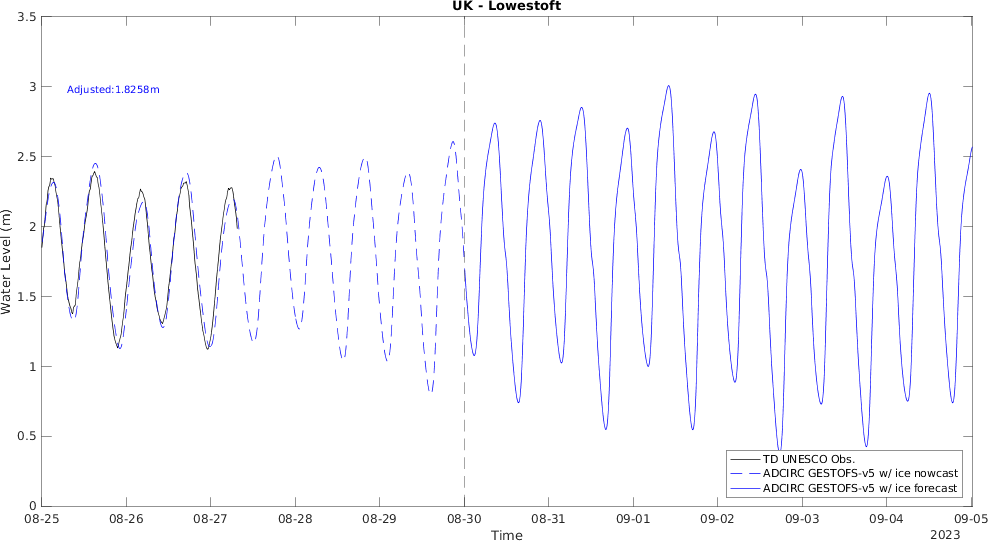 UK - Lowestoft
Water Level (m)
3.5
3
2.5
2
1.5
1
0.5
0
Adjusted:1.8258m
TD UNESCO Obs.
ADCIRC GESTOFS-v5 w/ ice nowcast
ADCIRC GESTOFS-v5 w/ ice forecast
08-25 08-26 08-27 08-28 08-29 08-30 08-31 09-01 09-02 09-03 09-04 09-05
Time
2023